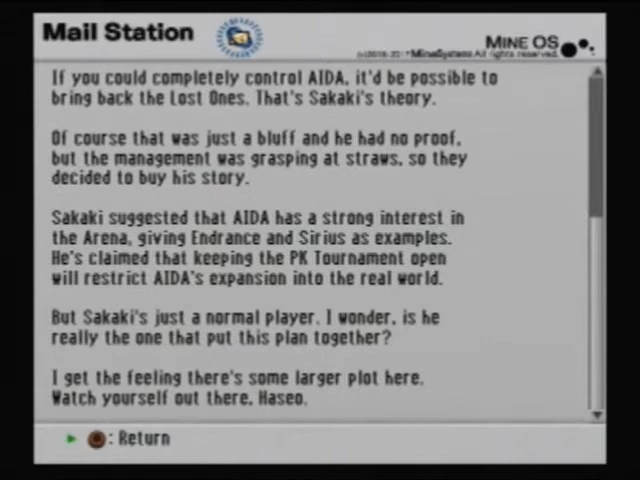 Mail Station
MINE OS
If you could completely control AIDA, it'd be possible to
bring back the Lost Ones. That's Sakaki's theory.
Of course that was just a bluff and he had no proof,
but the management was grasping at straws, so they
decided to buy his story.
Sakaki suggested that AIDA has a strong interest in
the Arena, giving Endrance and Sirius as examples.
He's claimed that keeping the PK Tournament open
will restrict AIDA's expansion into the real world.
But Sakaki's just a normal player. I wonder, is he
really the one that put this plan together?
I get the feeling there's some larger plot here.
Watch yourself out there, Haseo.
: Return